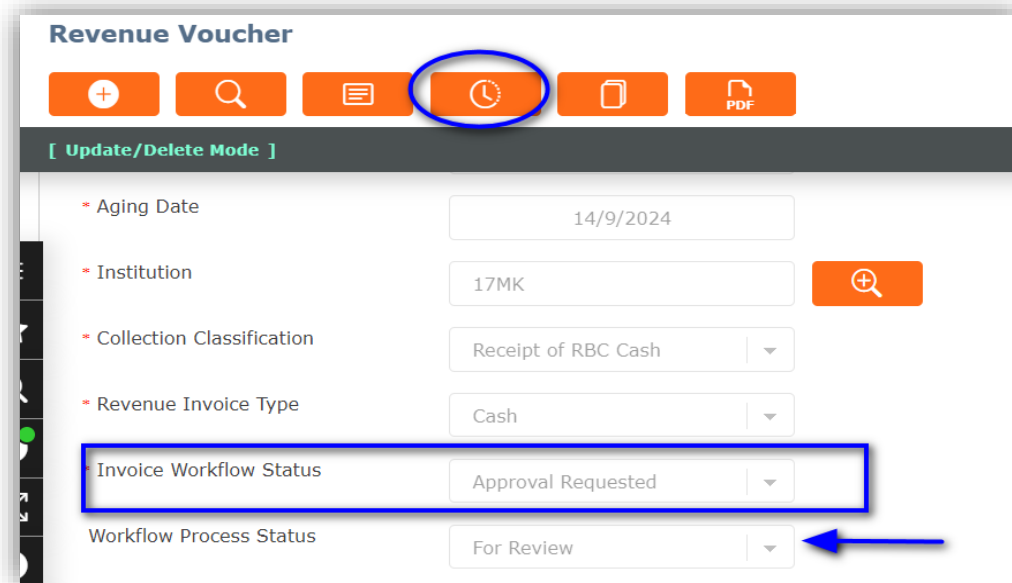 Revenue Voucher
PDF
[ Update/Delete Mode ]
* Aging Date
14/9/2024
* Institution
17MK
* Collection Classification
Receipt of RBC Cash
* Revenue Invoice Type
Cash
* Invoice Workflow Status
Approval Requested
Workflow Process Status
For Review